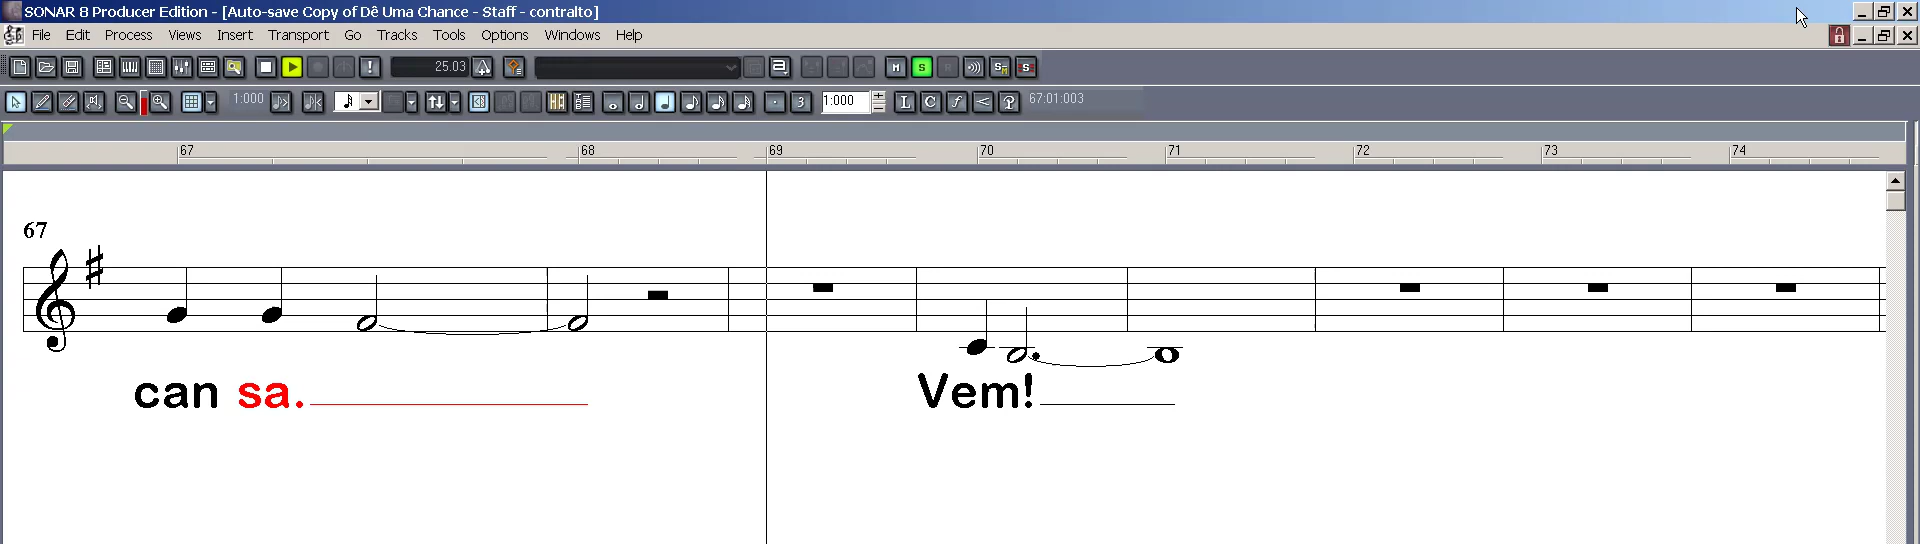 SONAR 8 Producer Edition - [Auto-save Copy of Dê Uma Chance - Staff - contralto]
File Edit Process Views Insert Transport Go Tracks Tools Options Windows Help
25.03 M S R S
1:000 3 1:000 L C f 67:01:003
67 68 69 70 71 72 73 74
67
can sa. Vem!